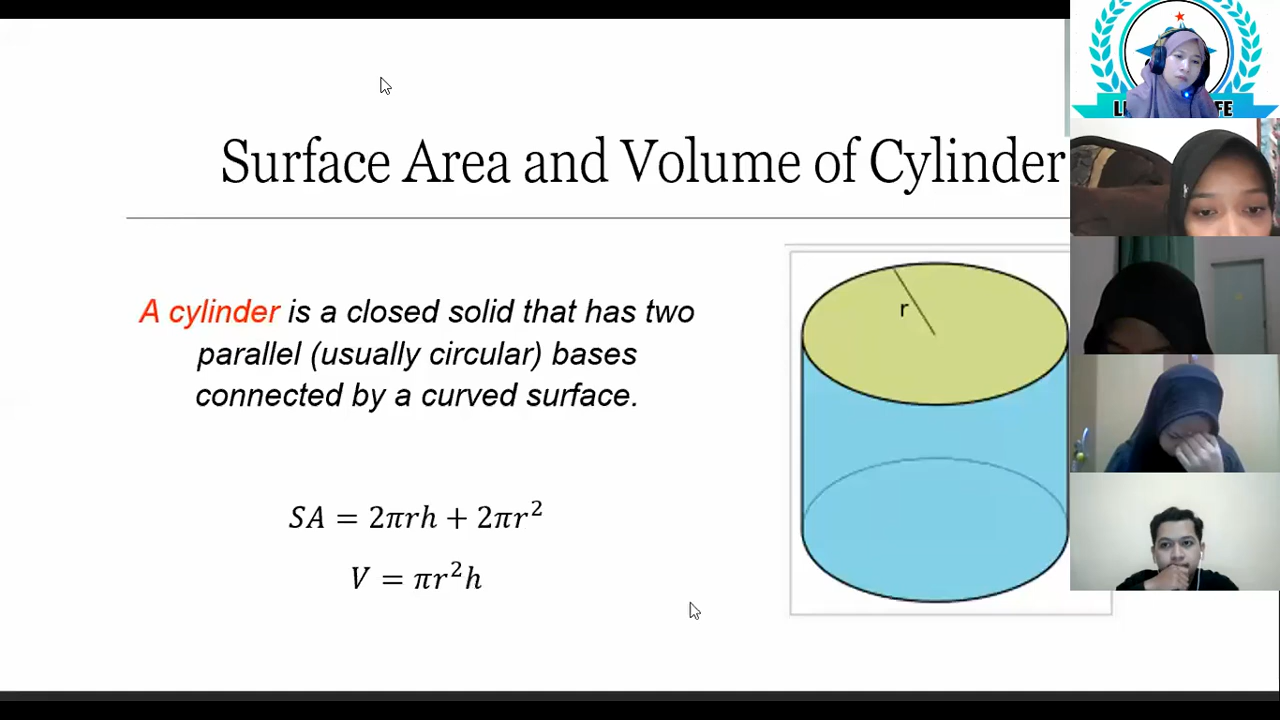 Surface Area and Volume of Cylinder
A cylinder is a closed solid that has two
parallel (usually circular) bases
connected by a curved surface.
r
SA = 2πrh + 2πr²
V = πr²h